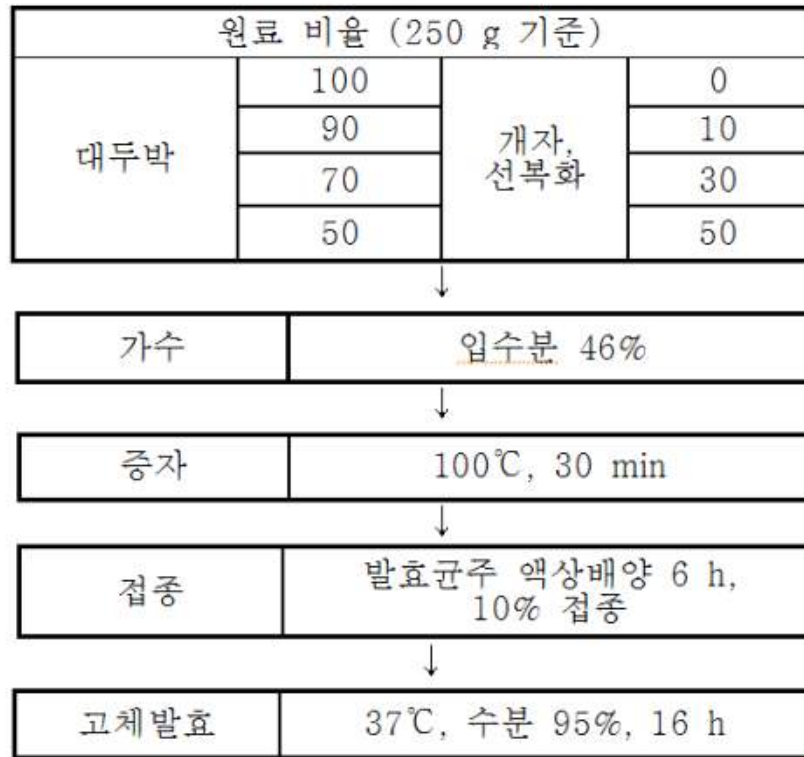 원료 비율 (250 g 기준)
대두박
100
0
90
개자,
선복화
10
70
30
50
50
↓
가수
입수분 46%
↓
증자
100℃, 30 min
↓
접종
발효균주 액상배양 6 h,
10% 접종
↓
고체발효
37℃, 수분 95%, 16 h